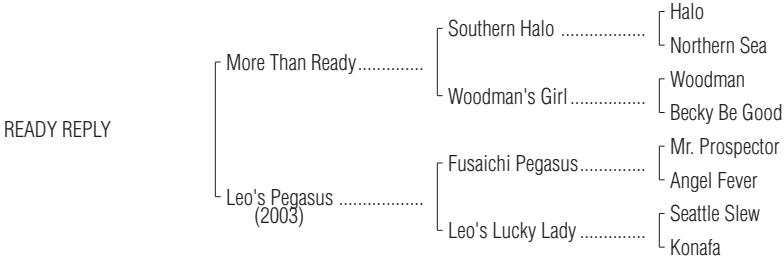 Halo
Southern Halo ...................
Northern Sea
More Than Ready..............
Woodman
Woodman's Girl ................
Becky Be Good
READY REPLY
Mr. Prospector
Fusaichi Pegasus..............
Angel Fever
Leo's Pegasus ..................
(2003)
Seattle Slew
Leo's Lucky Lady ..............
Konafa